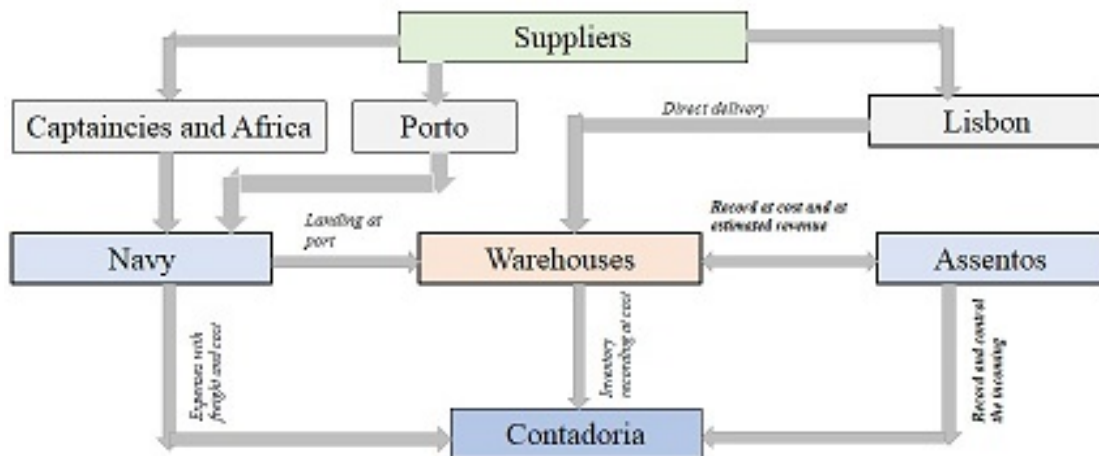 Suppliers
Captaincies and Africa
Porto
Direct delivery
Lisbon
Landing at
port
Record at cost and at
estimated revenue
Navy
Warehouses
Assentos
Expenses with
freight and cost
Inventory
recording at cost
Record and control
the incoming
Contadoria